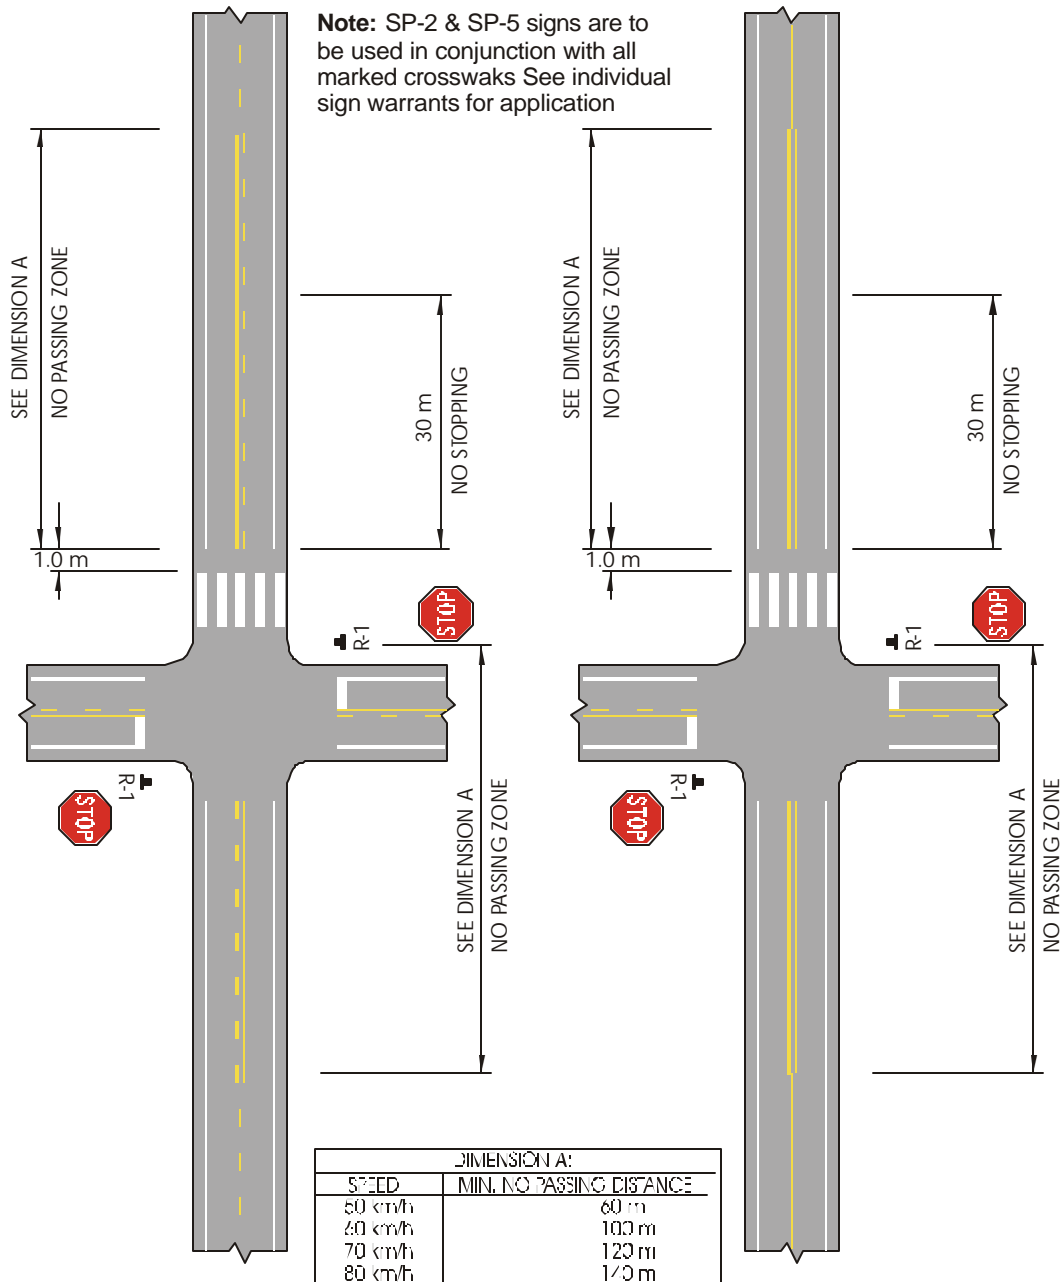 Note: SP-2 & SP-5 signs are to
be used in conjunction with all
marked crosswaks See individual
sign warrants for application
SEE DIMENSION A
NO PASSING ZONE
30 m
NO STOPPING
1.0 m
STOP
R-1
R-1
STOP
SEE DIMENSION A
NO PASSING ZONE
SEE DIMENSION A
NO PASSING ZONE
30 m
NO STOPPING
1.0 m
STOP
R-1
R-1
STOP
SEE DIMENSION A
NO PASSING ZONE
DIMENSION A:
SPEED MIN. NO PASSING DISTANCE
50 km/h 60 m
60 km/h 100 m
70 km/h 120 m
80 km/h 140 m